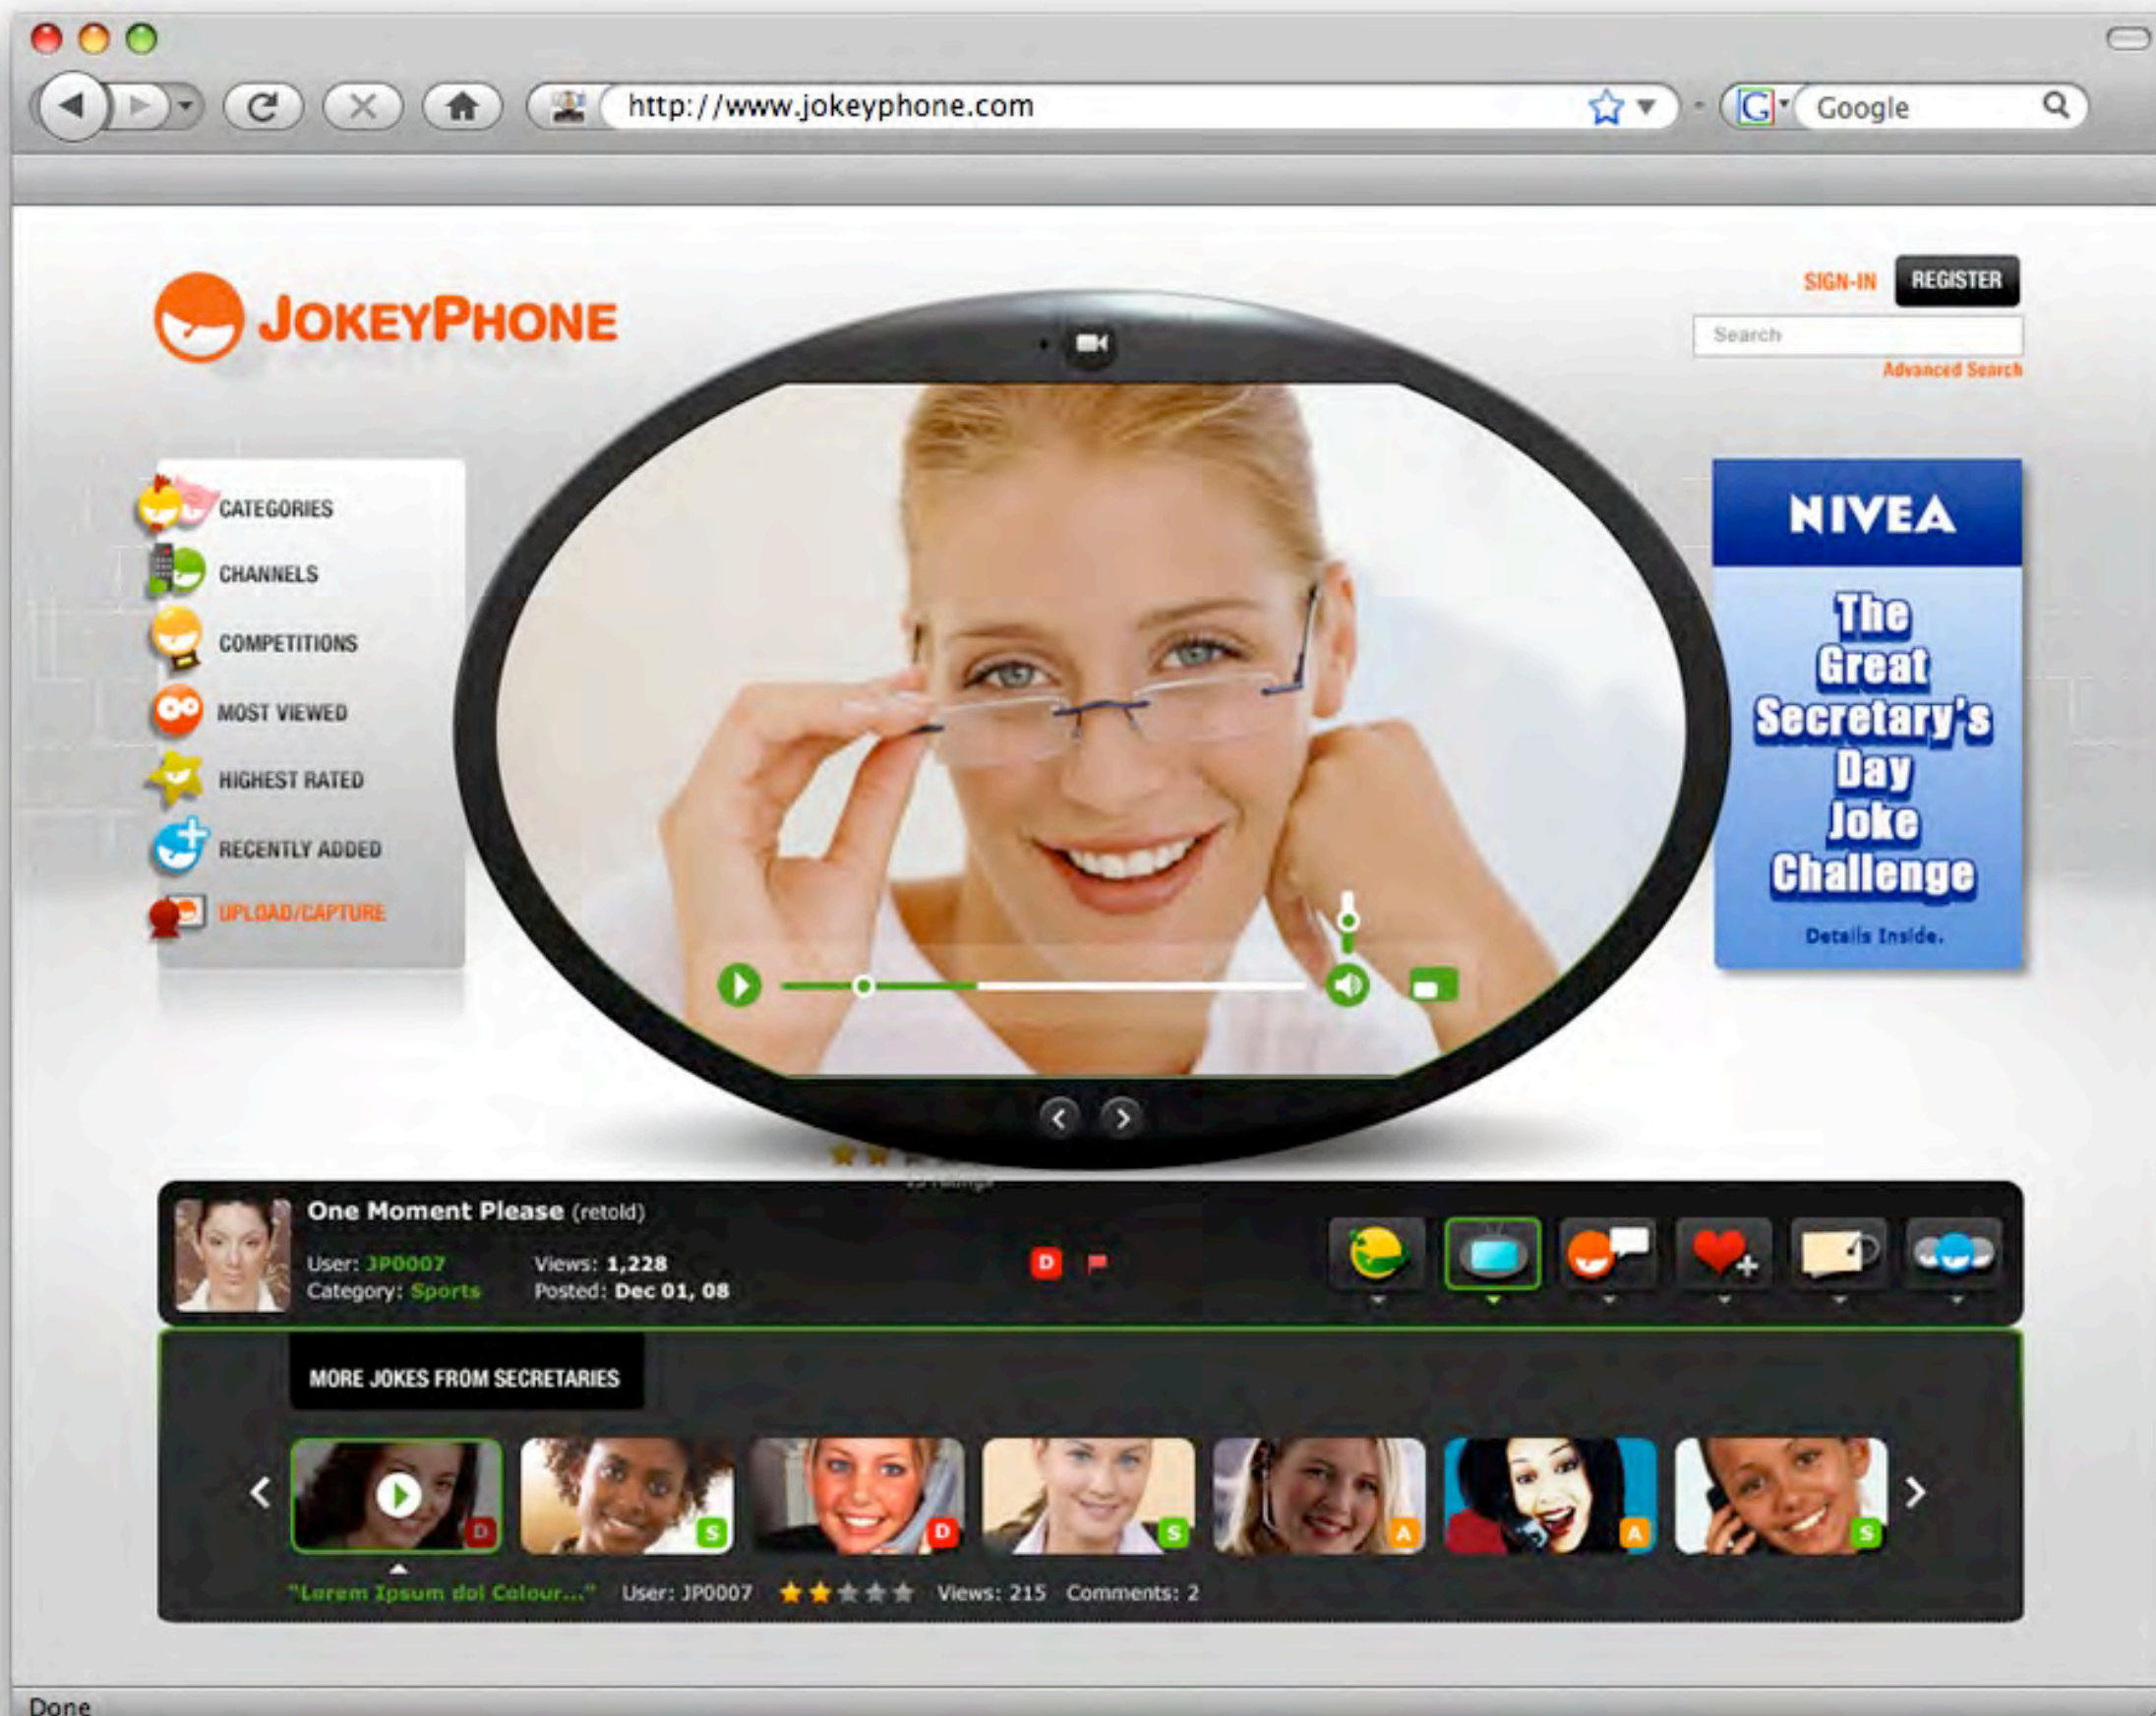 http://www.jokeyphone.com
Google
JOKEYPHONE
SIGN-IN
REGISTER
Search
Advanced Search
CATEGORIES
CHANNELS
COMPETITIONS
MOST VIEWED
HIGHEST RATED
RECENTLY ADDED
UPLOAD/CAPTURE
NIVEA
The
Great
Secretary's
Day
Joke
Challenge
Details Inside.
One Moment Please (retold)
User: JP0007
Views: 1,228
Category: Sports
Posted: Dec 01, 08
D
MORE JOKES FROM SECRETARIES
D
S
D
S
A
A
S
"Lorem Ipsum dol Colour..." User: JP0007 Views: 215 Comments: 2
Done